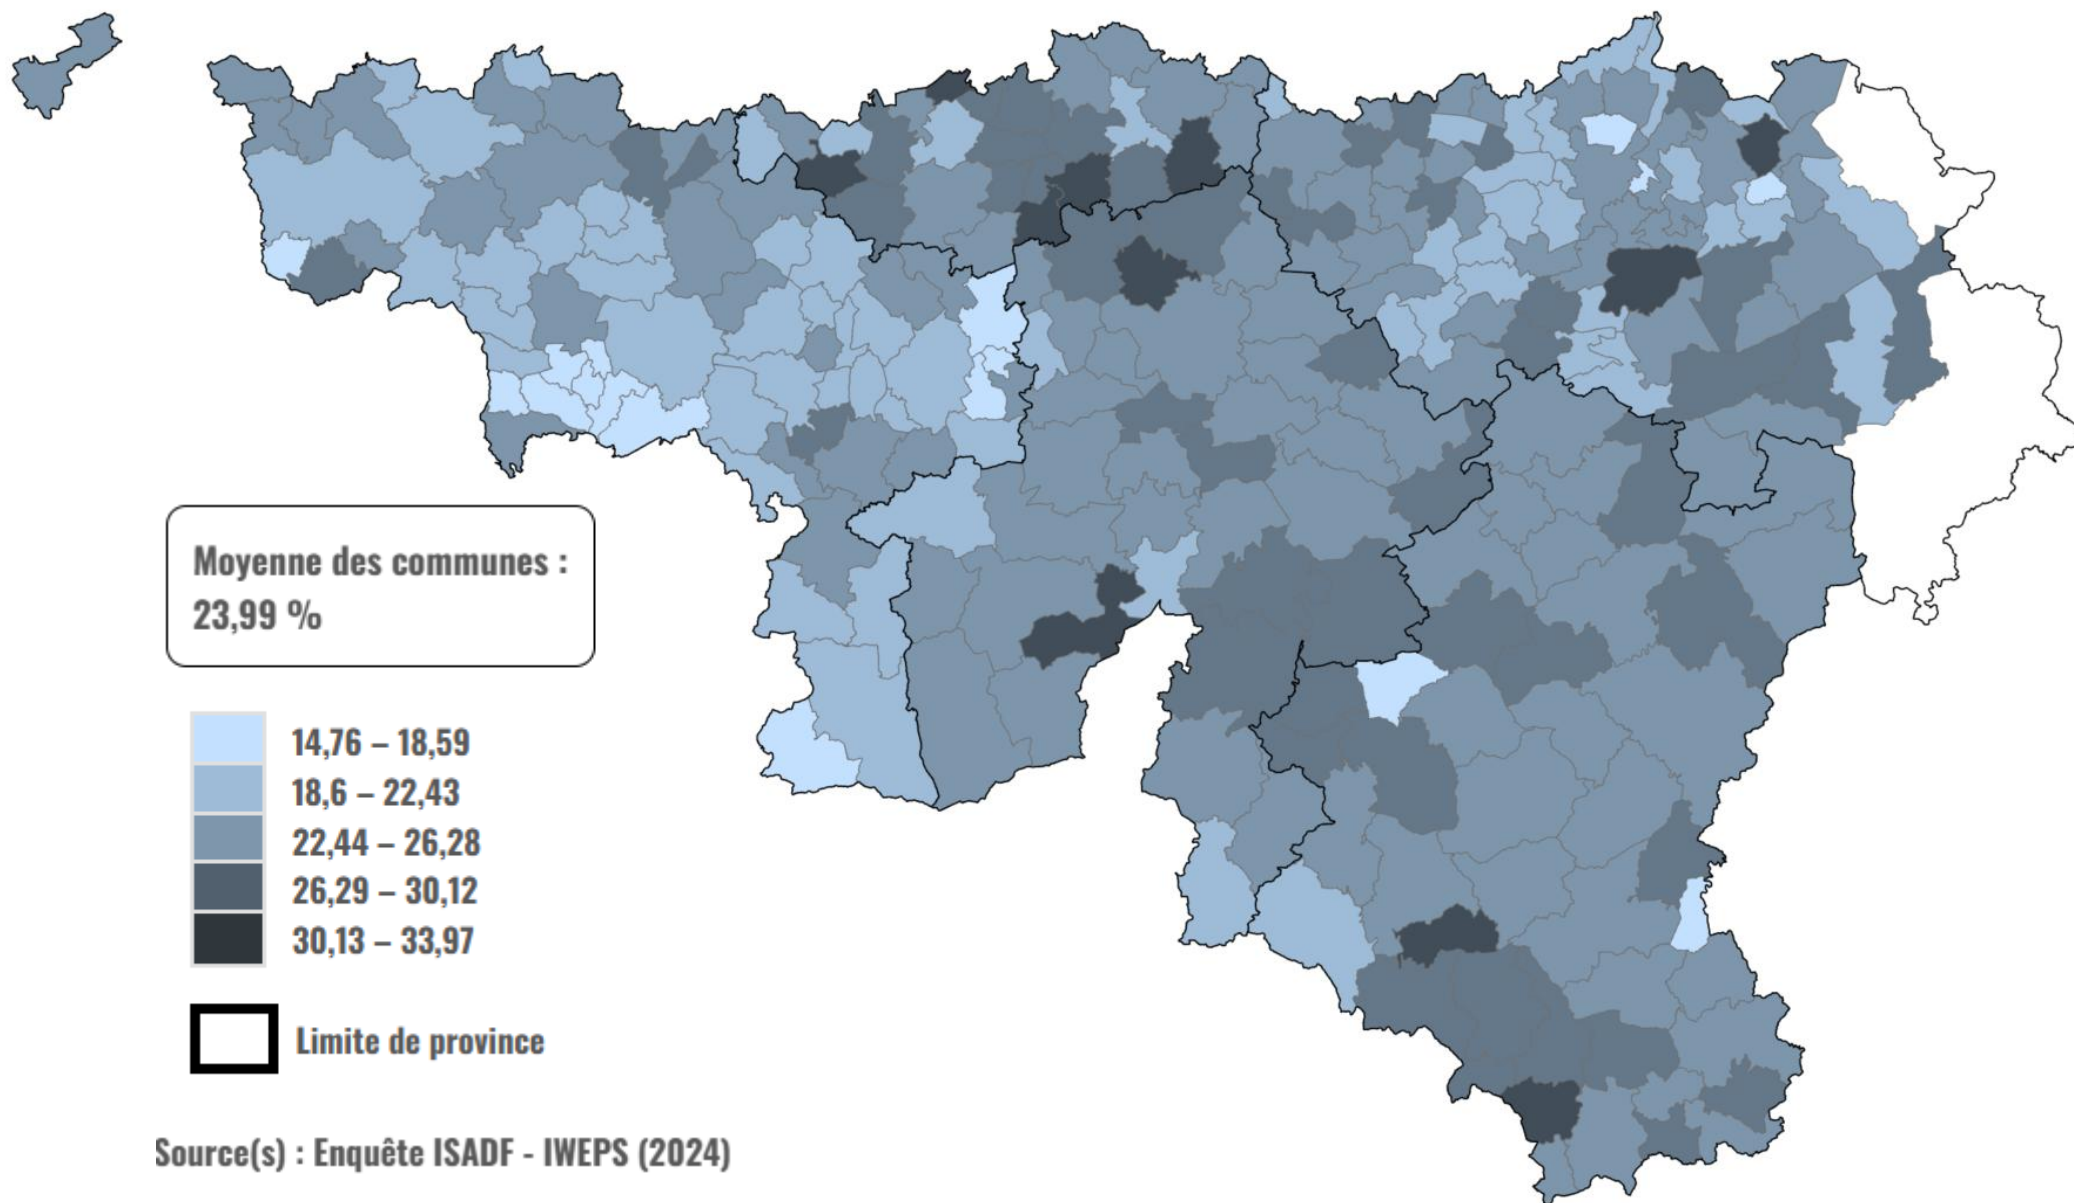 Moyenne des communes :
23,99 %
14,76 – 18,59
18,6 – 22,43
22,44 – 26,28
26,29 – 30,12
30,13 – 33,97
Limite de province
Source(s) : Enquête ISADF - IWEPS (2024)